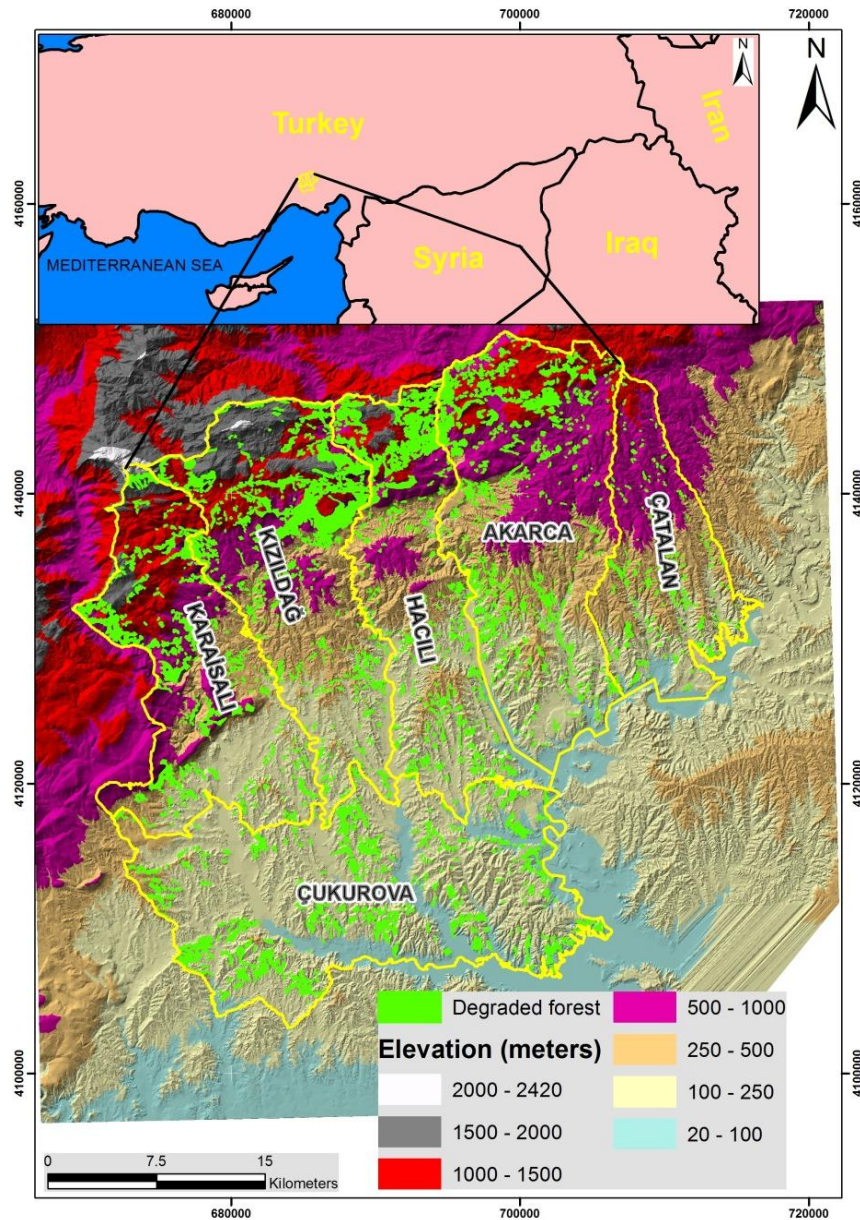 680000
700000
720000
N
N
Turkey
Iran
4160000
4160000
Syria
Iraq
MEDITERRANEAN SEA
4140000
4140000
KIZILDAĞ
AKARCA
ÇATALAN
HACILI
KARAİSALI
4120000
4120000
ÇUKUROVA
Degraded forest
500 - 1000
Elevation (meters)
250 - 500
2000 - 2420
100 - 250
1500 - 2000
20 - 100
1000 - 1500
4100000
4100000
0
7.5
15
Kilometers
680000
700000
720000